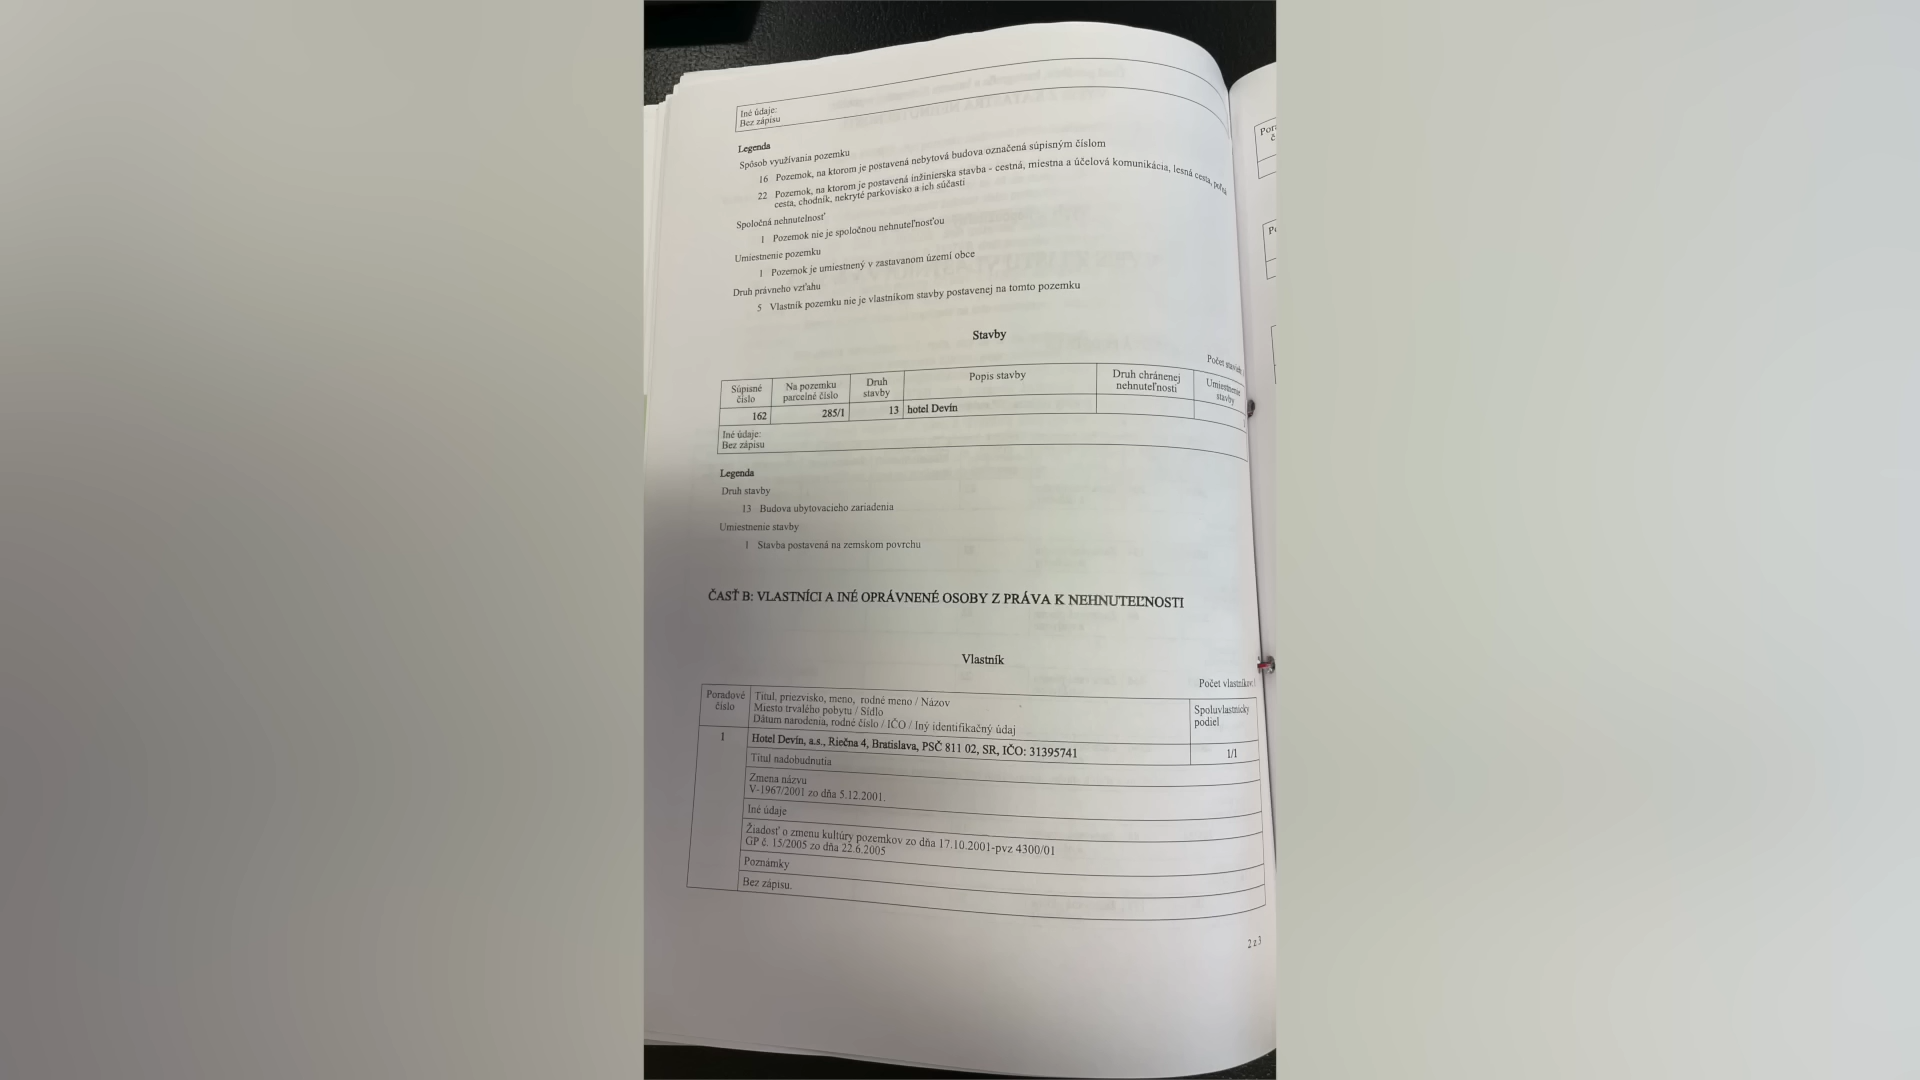 Iné údaje:
Bez zápisu
Legenda
Spôsob využívania pozemku
16 Pozemok, na ktorom je postavená nebytová budova označená súpisným číslom
22 Pozemok, na ktorom je postavená inžinierska stavba - cestná, miestna a účelová komunikácia, lesná cesta, poľná
cesta, chodník, nekryté parkovisko a ich súčasti
Spoločná nehnuteľnosť
1 Pozemok nie je spoločnou nehnuteľnosťou
Umiestnenie pozemku
1 Pozemok je umiestnený v zastavanom území obce
Druh právneho vzťahu
5 Vlastník pozemku nie je vlastníkom stavby postavenej na tomto pozemku
Stavby
Počet stavieb:
Súpisné číslo
Na pozemku parcelné číslo
Druh stavby
Popis stavby
Druh chránenej nehnuteľnosti
Umiestnenie stavby
162 285/1 13 hotel Devín
Iné údaje:
Bez zápisu
Legenda
Druh stavby
13 Budova ubytovacieho zariadenia
Umiestnenie stavby
1 Stavba postavená na zemskom povrchu
ČASŤ B: VLASTNÍCI A INÉ OPRÁVNENÉ OSOBY Z PRÁVA K NEHNUTEĽNOSTI
Vlastník
Počet vlastníkov: 1
Poradové číslo
Titul, priezvisko, meno, rodné meno / Názov
Miesto trvalého pobytu / Sídlo
Dátum narodenia, rodné číslo / IČO / Iný identifikačný údaj
Spoluvlastnícky podiel
1 Hotel Devín, a.s., Riečna 4, Bratislava, PSČ 811 02, SR, IČO: 31395741 1/1
Titul nadobudnutia
Zmena názvu
V-1967/2001 zo dňa 5.12.2001.
Iné údaje
Žiadosť o zmenu kultúry pozemkov zo dňa 17.10.2001-pvz 4300/01
GP č. 15/2005 zo dňa 22.6.2005
Poznámky
Bez zápisu.
2 z 3